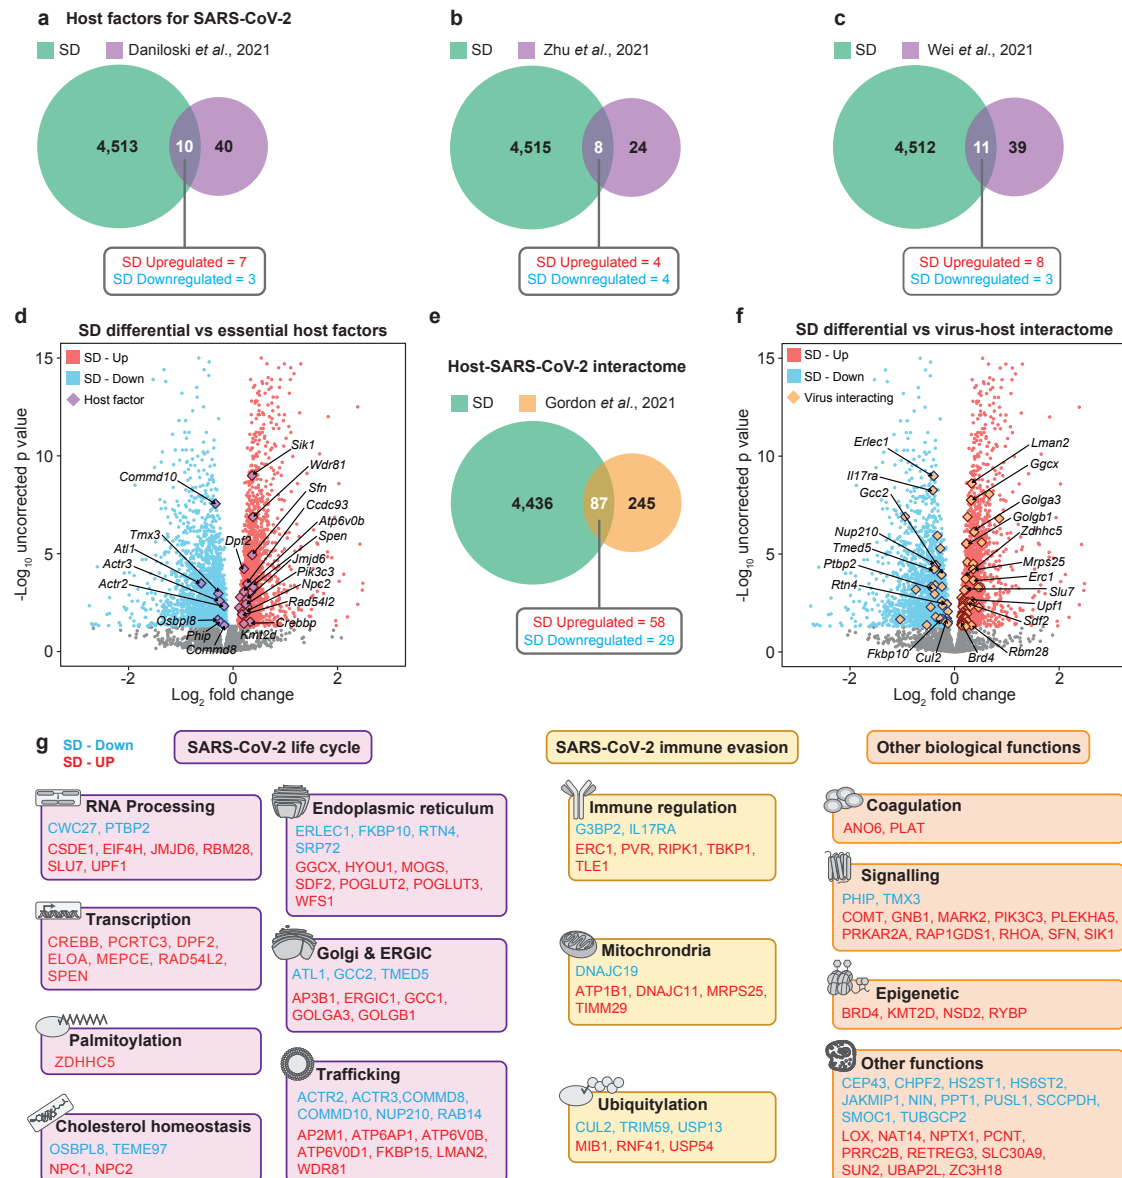 a Host factors for SARS-CoV-2
SD Daniloski et al., 2021
4,513 10 40
SD Upregulated = 7
SD Downregulated = 3
b
SD Zhu et al., 2021
4,515 8 24
SD Upregulated = 4
SD Downregulated = 4
c
SD Wei et al., 2021
4,512 11 39
SD Upregulated = 8
SD Downregulated = 3
d
SD differential vs essential host factors
SD - Up
SD - Down
Host factor
15
10
5
0
-Log10 uncorrected p value
-2 0 2
Log2 fold change
Commd10
Tmx3
Atl1
Actr3
Actr2
Osbpl8
Phip
Commd8
Dpf2
Sik1
Wdr81
Sfn
Ccdc93
Atp6v0b
Spen
Jmjd6
Pik3c3
Npc2
Rad54l2
Crebbp
Kmt2d
e
Host-SARS-CoV-2 interactome
SD Gordon et al., 2021
4,436 87 245
SD Upregulated = 58
SD Downregulated = 29
f
SD differential vs virus-host interactome
SD - Up
SD - Down
Virus interacting
15
10
5
0
-Log10 uncorrected p value
-2 0 2
Log2 fold change
Erlec1
Il17ra
Gcc2
Nup210
Tmed5
Ptbp2
Rtn4
Fkbp10
Cul2
Brd4
Lman2
Ggcx
Golga3
Golgb1
Zdhhc5
Mrps25
Erc1
Slu7
Upf1
Sdf2
Rbm28
g
SD - Down
SD - UP
SARS-CoV-2 life cycle
RNA Processing
CWC27, PTBP2
CSDE1, EIF4H, JMJD6, RBM28,
SLU7, UPF1
Transcription
CREBB, PCRTC3, DPF2,
ELOA, MEPCE, RAD54L2,
SPEN
Palmitoylation
ZDHHC5
Cholesterol homeostasis
OSBPL8, TEME97
NPC1, NPC2
Endoplasmic reticulum
ERLEC1, FKBP10, RTN4,
SRP72
GGCX, HYOU1, MOGS,
SDF2, POGLUT2, POGLUT3,
WFS1
Golgi & ERGIC
ATL1, GCC2, TMED5
AP3B1, ERGIC1, GCC1,
GOLGA3, GOLGB1
Trafficking
ACTR2, ACTR3,COMMD8,
COMMD10, NUP210, RAB14
AP2M1, ATP6AP1, ATP6V0B,
ATP6V0D1, FKBP15, LMAN2,
WDR81
SARS-CoV-2 immune evasion
Immune regulation
G3BP2, IL17RA
ERC1, PVR, RIPK1, TBKP1,
TLE1
Mitochrondria
DNAJC19
ATP1B1, DNAJC11, MRPS25,
TIMM29
Ubiquitylation
CUL2, TRIM59, USP13
MIB1, RNF41, USP54
Other biological functions
Coagulation
ANO6, PLAT
Signalling
PHIP, TMX3
COMT, GNB1, MARK2, PIK3C3, PLEKHA5,
PRKAR2A, RAP1GDS1, RHOA, SFN, SIK1
Epigenetic
BRD4, KMT2D, NSD2, RYBP
Other functions
CEP43, CHPF2, HS2ST1, HS6ST2,
JAKMIP1, NIN, PPT1, PUSL1, SCCPDH,
SMOC1, TUBGCP2
LOX, NAT14, NPTX1, PCNT,
PRRC2B, RETREG3, SLC30A9,
SUN2, UBAP2L, ZC3H18